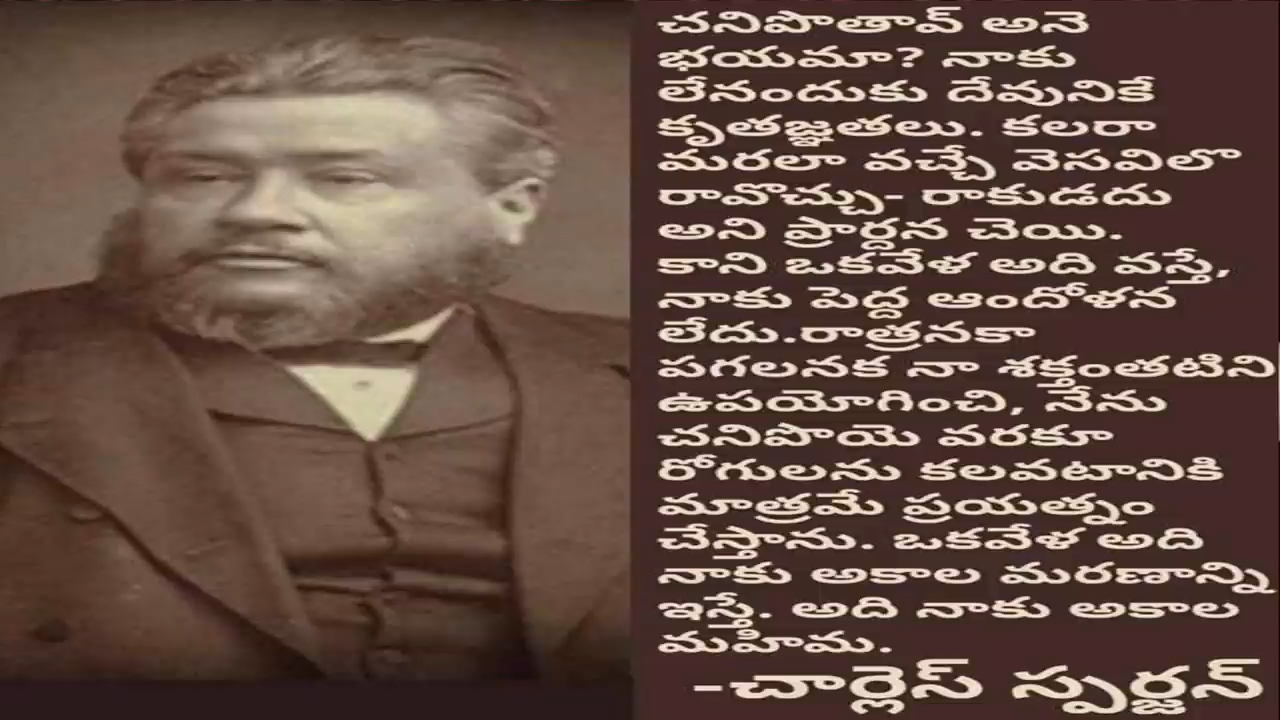 చనిపొతావ్ అనె
భయమా? నాకు
లేనందుకు దేవునికే
కృతజ్ఞతలు. కలరా
మరలా వచ్చే వెసవిలొ
రావొచ్చు- రాకుడదు
అని ప్రార్దన చెయి.
కాని ఒకవేళ అది వస్తే,
నాకు పెద్ద ఆందోళన
లేదు.రాత్రనకా
పగలనక నా శక్తంతటిని
ఉపయోగించి, నేను
చనిపొయె వరకూ
రోగులను కలవటానికి
మాత్రమే ప్రయత్నం
చేస్తాను. ఒకవేళ అది
నాకు అకాల మరణాన్ని
ఇస్తే. అది నాకు అకాల
మహిమ.
-చార్లెస్ స్పర్జన్